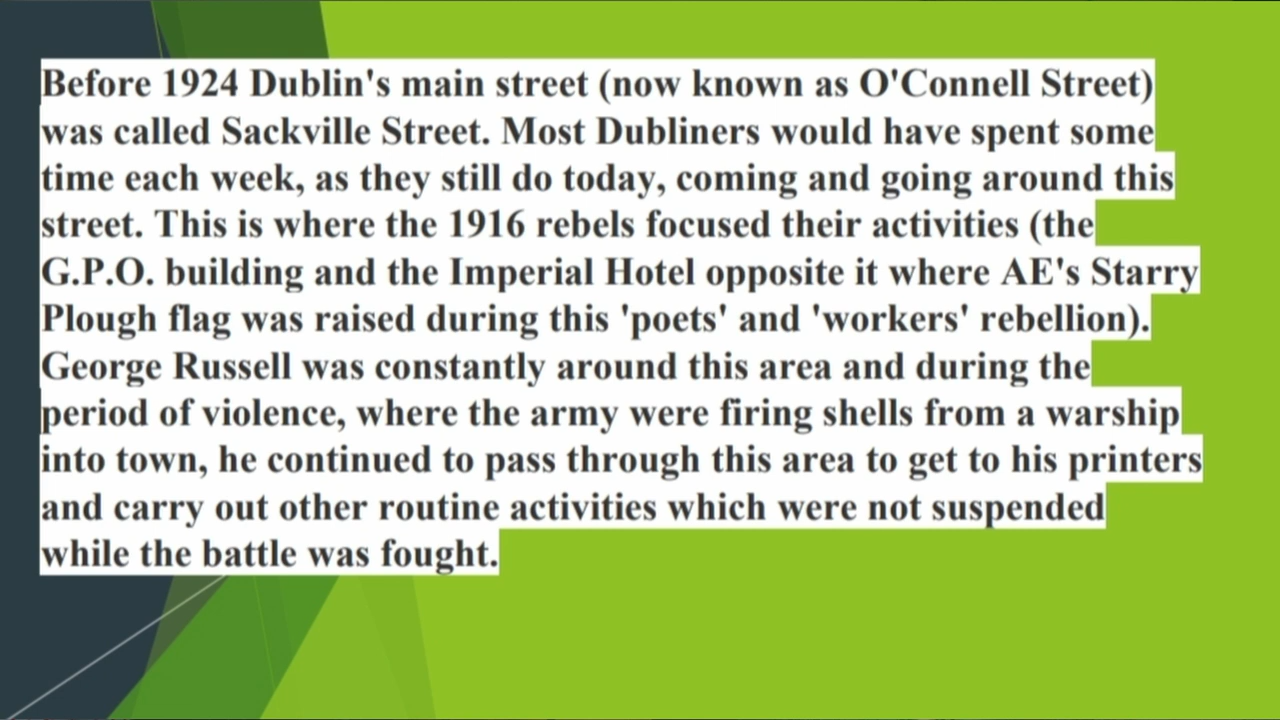 Before 1924 Dublin's main street (now known as O'Connell Street)
was called Sackville Street. Most Dubliners would have spent some
time each week, as they still do today, coming and going around this
street. This is where the 1916 rebels focused their activities (the
G.P.O. building and the Imperial Hotel opposite it where AE's Starry
Plough flag was raised during this 'poets' and 'workers' rebellion).
George Russell was constantly around this area and during the
period of violence, where the army were firing shells from a warship
into town, he continued to pass through this area to get to his printers
and carry out other routine activities which were not suspended
while the battle was fought.